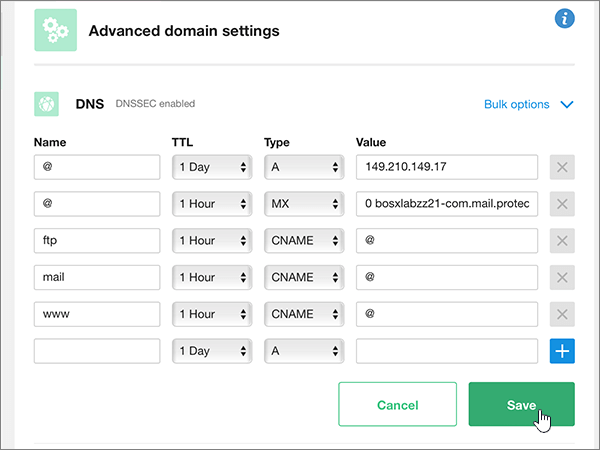 Advanced domain settings
DNS DNSSEC enabled Bulk options
Name TTL Type Value
@ 1 Day A 149.210.149.17
@ 1 Hour MX 0 bosxlabzz21-com.mail.protec
ftp 1 Hour CNAME @
mail 1 Hour CNAME @
www 1 Hour CNAME @
1 Day A
Cancel Save